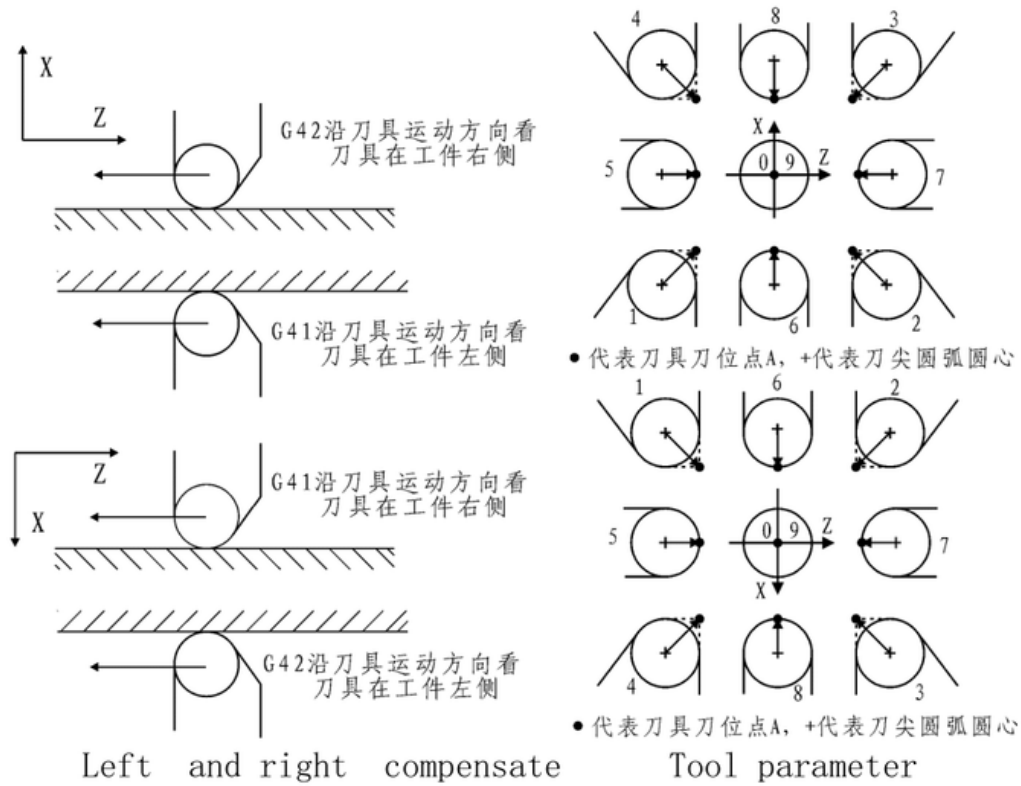 X
Z
G42沿刀具运动方向看
刀具在工件右侧
G41沿刀具运动方向看
刀具在工件左侧
Z
X
G41沿刀具运动方向看
刀具在工件右侧
G42沿刀具运动方向看
刀具在工件左侧
Left and right compensate
4 8 3
X
5 0 9 Z 7
1 6 2
•代表刀具刀位点A, +代表刀尖圆弧圆心
1 6 2
5 0 9 Z 7
X
4 8 3
•代表刀具刀位点A, +代表刀尖圆弧圆心
Tool parameter